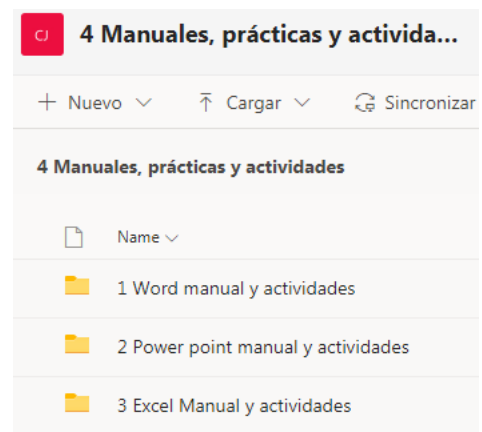 CJ 4 Manuales, prácticas y activida...
Nuevo Cargar Sincronizar
4 Manuales, prácticas y actividades
Name
1 Word manual y actividades
2 Power point manual y actividades
3 Excel Manual y actividades